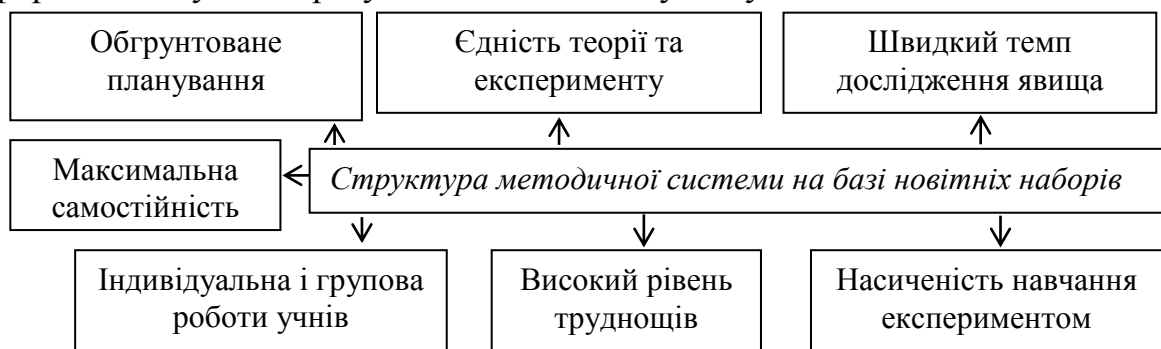 Обгрунтоване
планування
Єдність теорії та
експерименту
Швидкий темп
дослідження явища
Максимальна
самостійність
Структура методичної системи на базі новітніх наборів
Індивідуальна і групова
роботи учнів
Високий рівень
труднощів
Насиченість навчання
експериментом